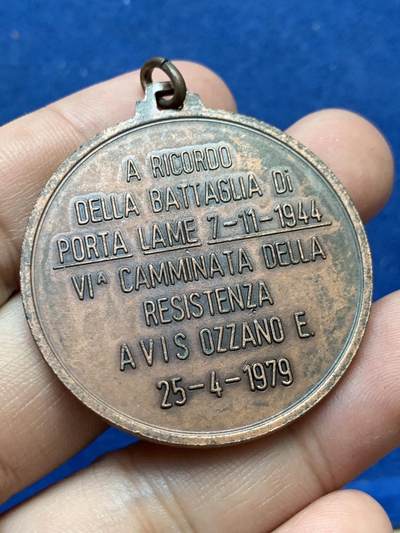 A RICORDO
DELLA BATTAGLIA Di
PORTA LAME 7-11-1944
VIA CAMMINATA DELLA
RESISTENZA
AVIS OZZANO E.
25-4-1979